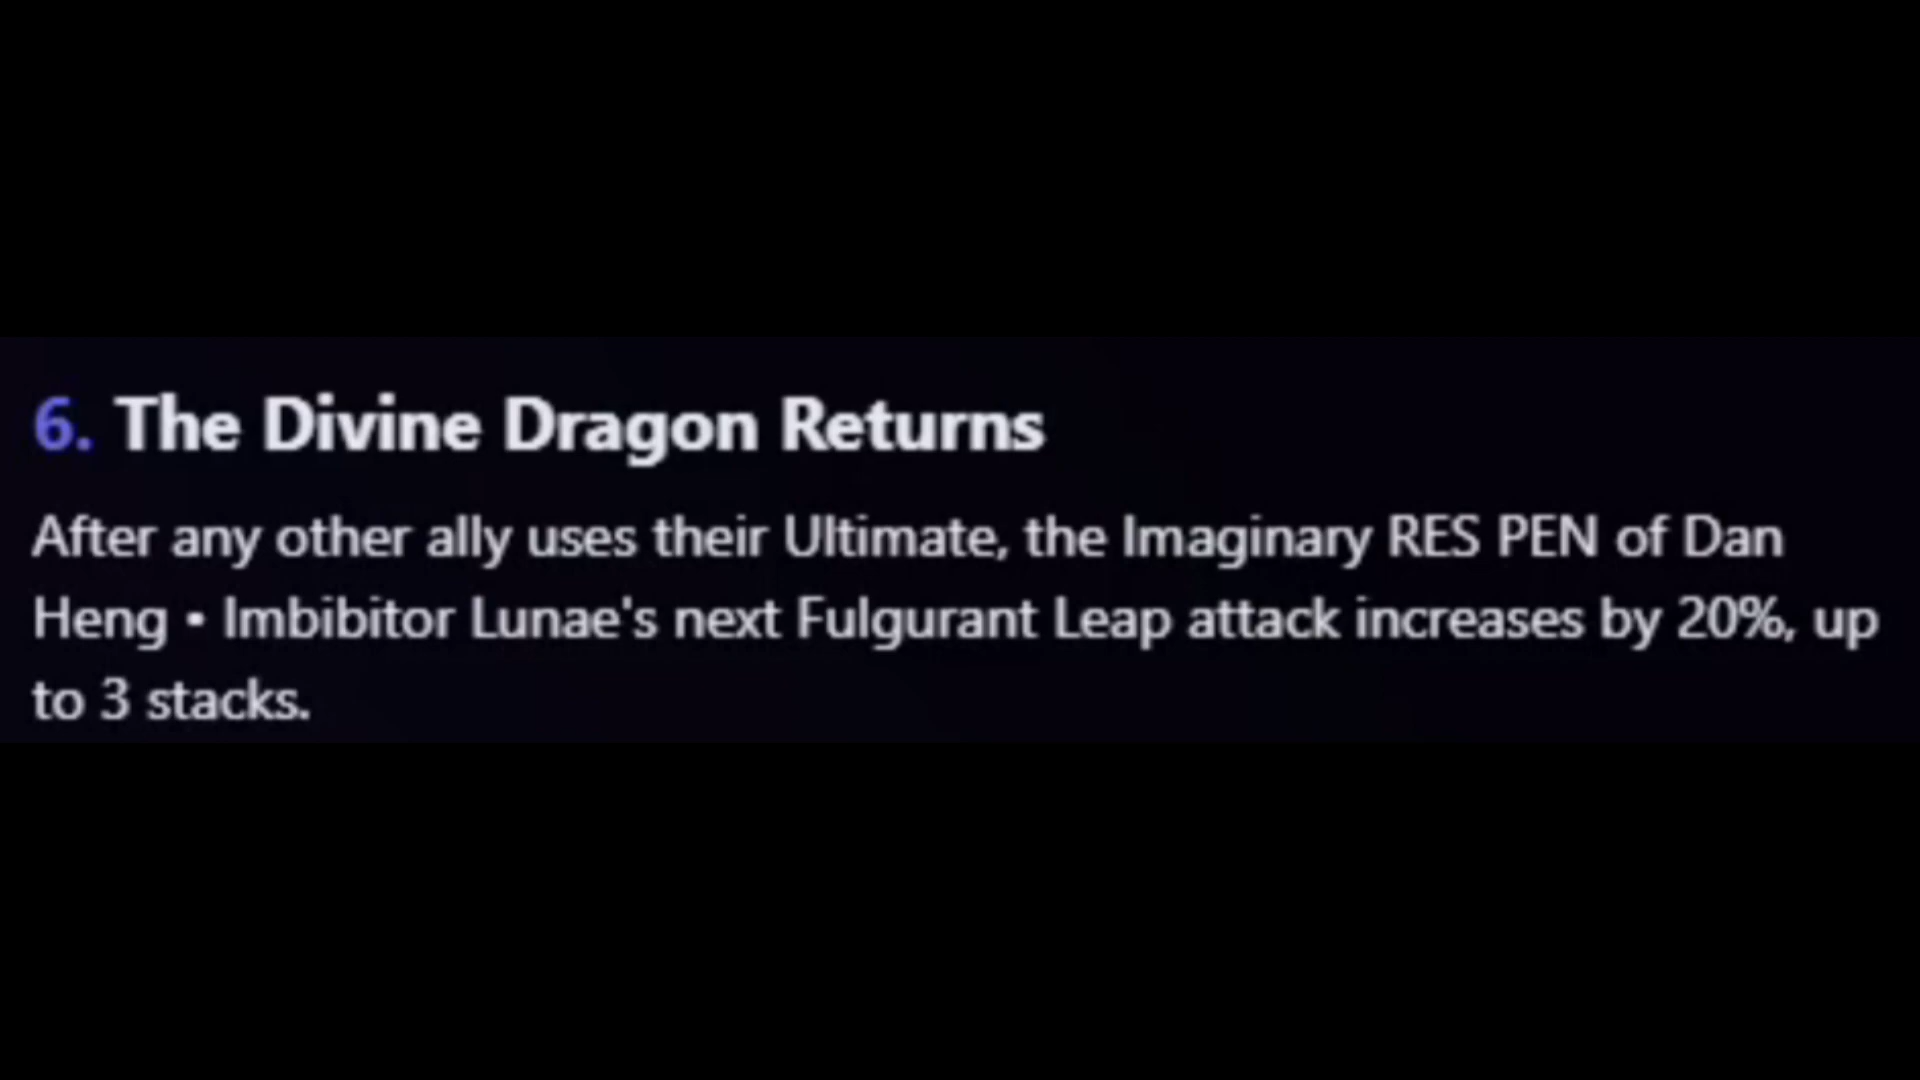 6. The Divine Dragon Returns
After any other ally uses their Ultimate, the Imaginary RES PEN of Dan
Heng • Imbibitor Lunae's next Fulgurant Leap attack increases by 20%, up
to 3 stacks.